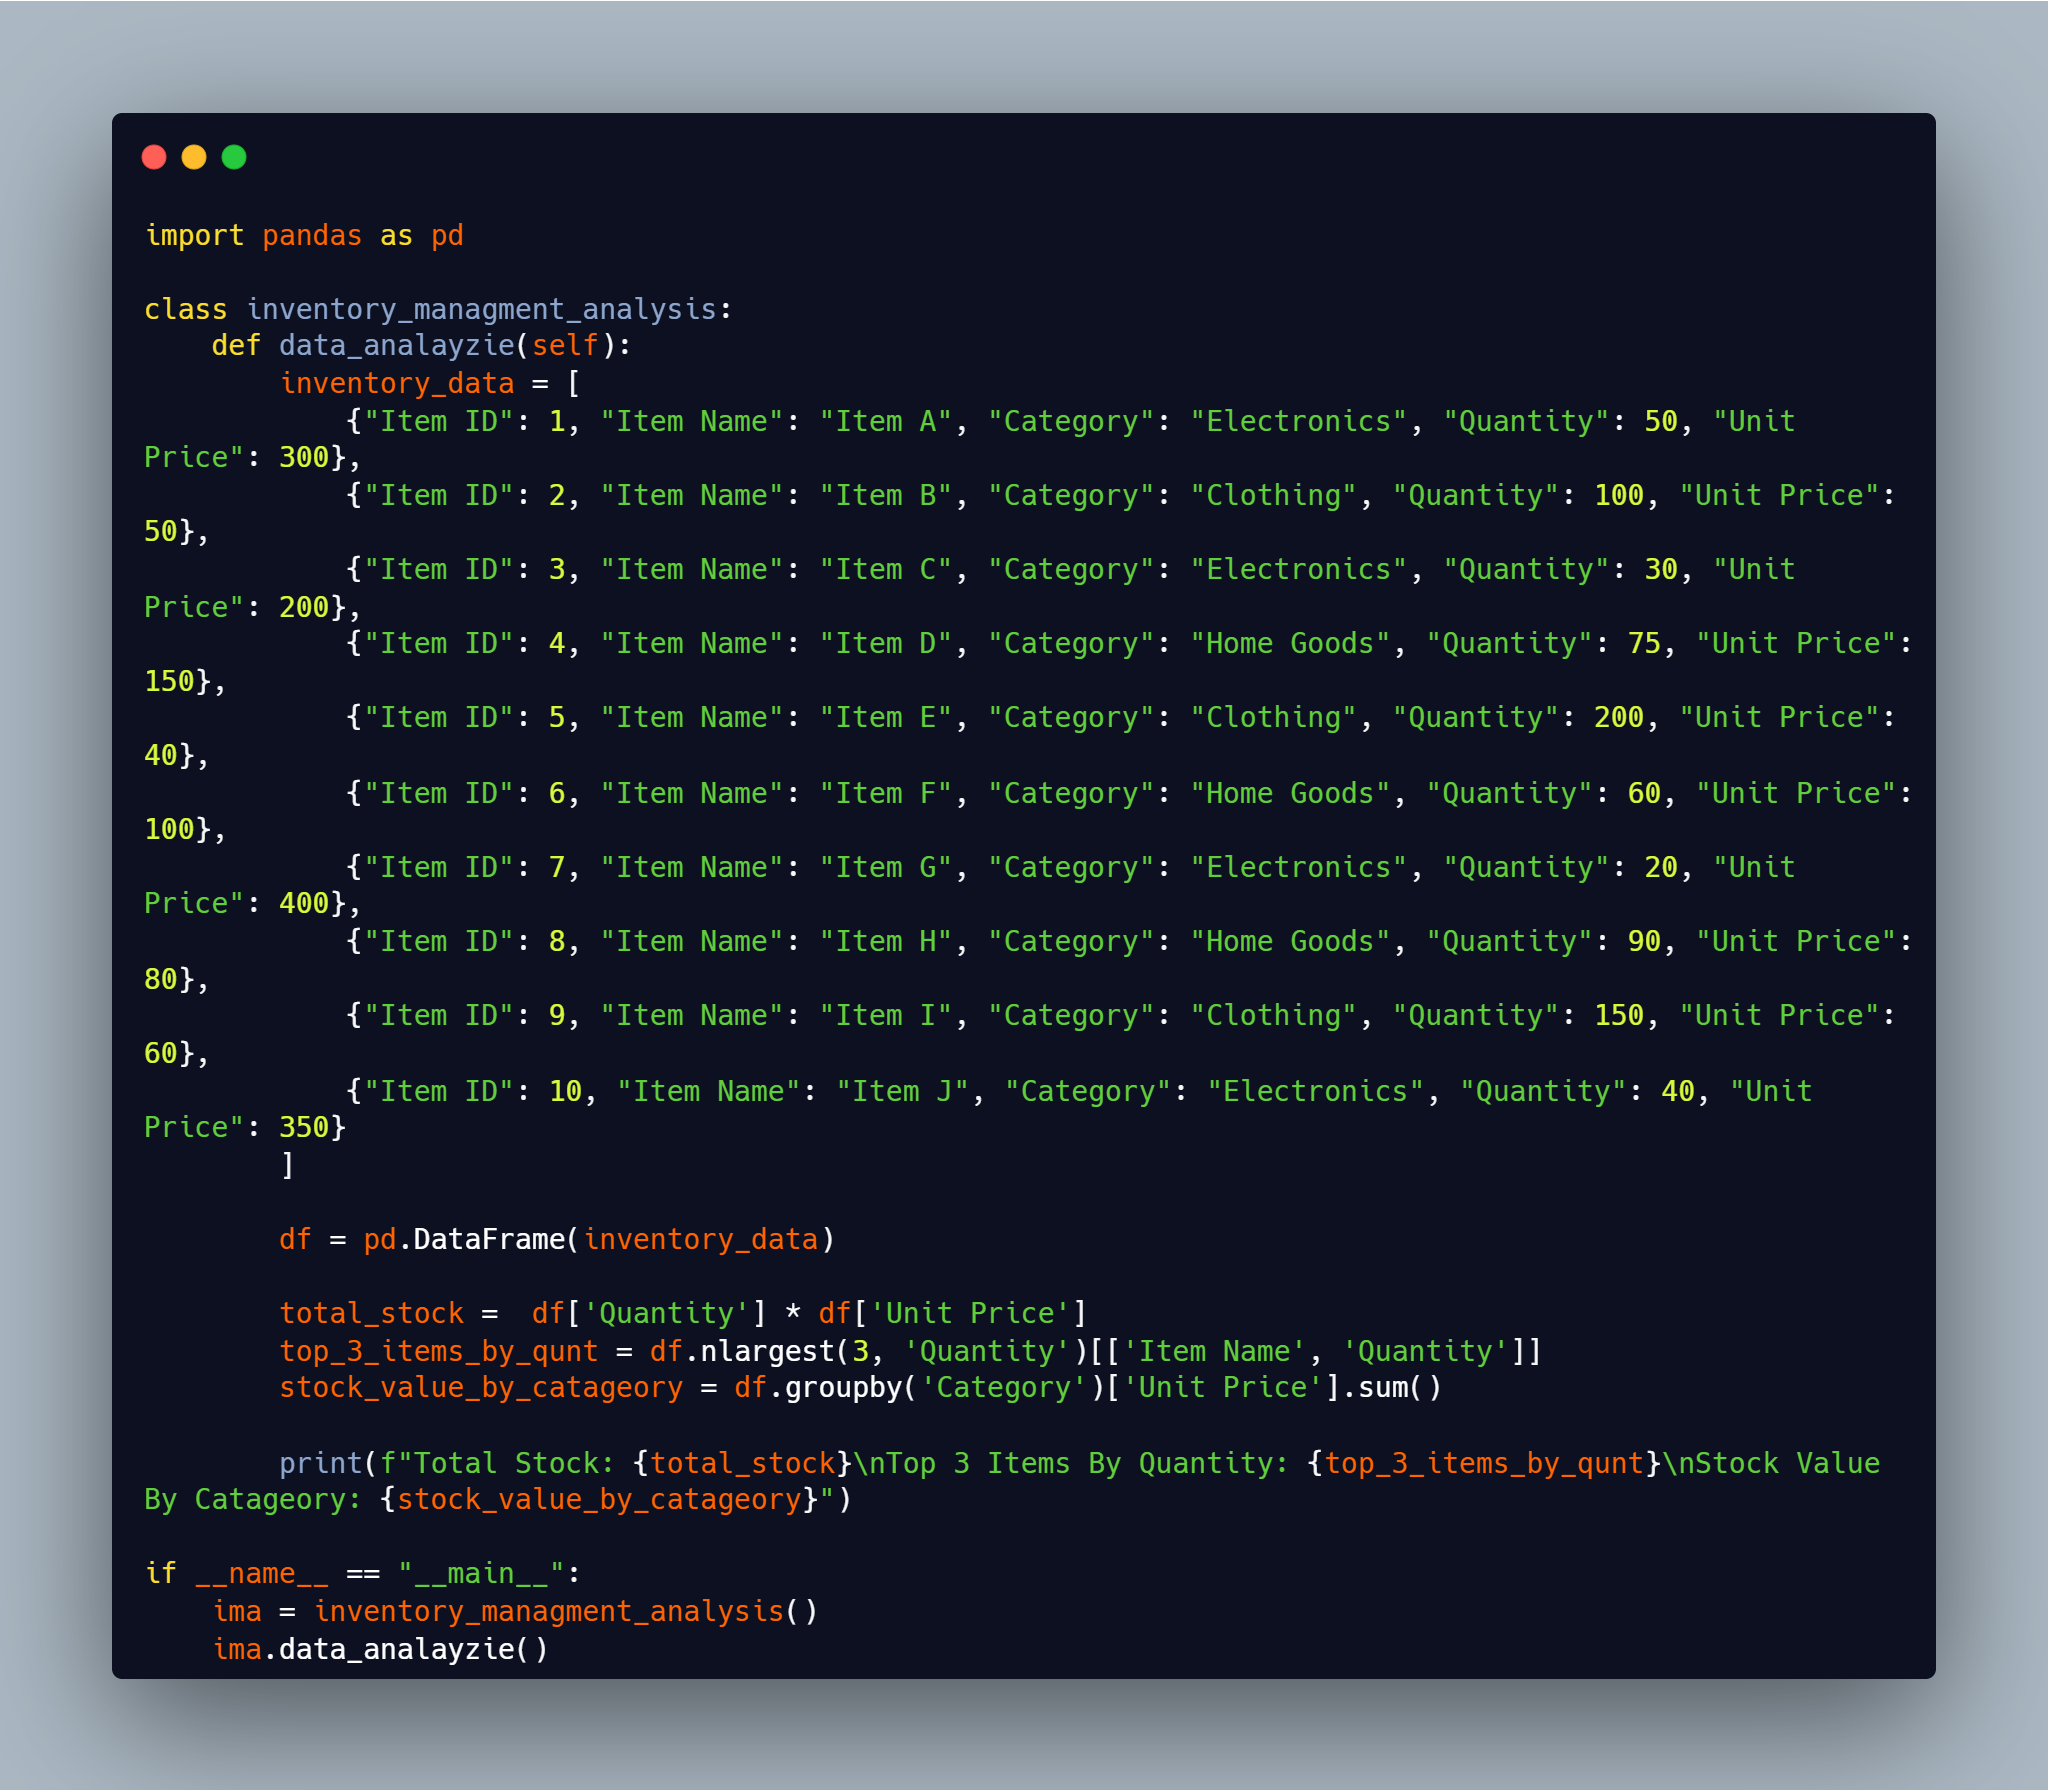 import pandas as pd
class inventory_managment_analysis:
    def data_analayzie(self):
        inventory_data = [
            {"Item ID": 1, "Item Name": "Item A", "Category": "Electronics", "Quantity": 50, "Unit
Price": 300},
            {"Item ID": 2, "Item Name": "Item B", "Category": "Clothing", "Quantity": 100, "Unit Price":
50},
            {"Item ID": 3, "Item Name": "Item C", "Category": "Electronics", "Quantity": 30, "Unit
Price": 200},
            {"Item ID": 4, "Item Name": "Item D", "Category": "Home Goods", "Quantity": 75, "Unit Price":
150},
            {"Item ID": 5, "Item Name": "Item E", "Category": "Clothing", "Quantity": 200, "Unit Price":
40},
            {"Item ID": 6, "Item Name": "Item F", "Category": "Home Goods", "Quantity": 60, "Unit Price":
100},
            {"Item ID": 7, "Item Name": "Item G", "Category": "Electronics", "Quantity": 20, "Unit
Price": 400},
            {"Item ID": 8, "Item Name": "Item H", "Category": "Home Goods", "Quantity": 90, "Unit Price":
80},
            {"Item ID": 9, "Item Name": "Item I", "Category": "Clothing", "Quantity": 150, "Unit Price":
60},
            {"Item ID": 10, "Item Name": "Item J", "Category": "Electronics", "Quantity": 40, "Unit
Price": 350}
        ]
        df = pd.DataFrame(inventory_data)
        total_stock =  df['Quantity'] * df['Unit Price']
        top_3_items_by_qunt = df.nlargest(3, 'Quantity')[['Item Name', 'Quantity']]
        stock_value_by_catageory = df.groupby('Category')['Unit Price'].sum()
        print(f"Total Stock: {total_stock}\nTop 3 Items By Quantity: {top_3_items_by_qunt}\nStock Value
By Catageory: {stock_value_by_catageory}")
if __name__ == "__main__":
    ima = inventory_managment_analysis()
    ima.data_analayzie()